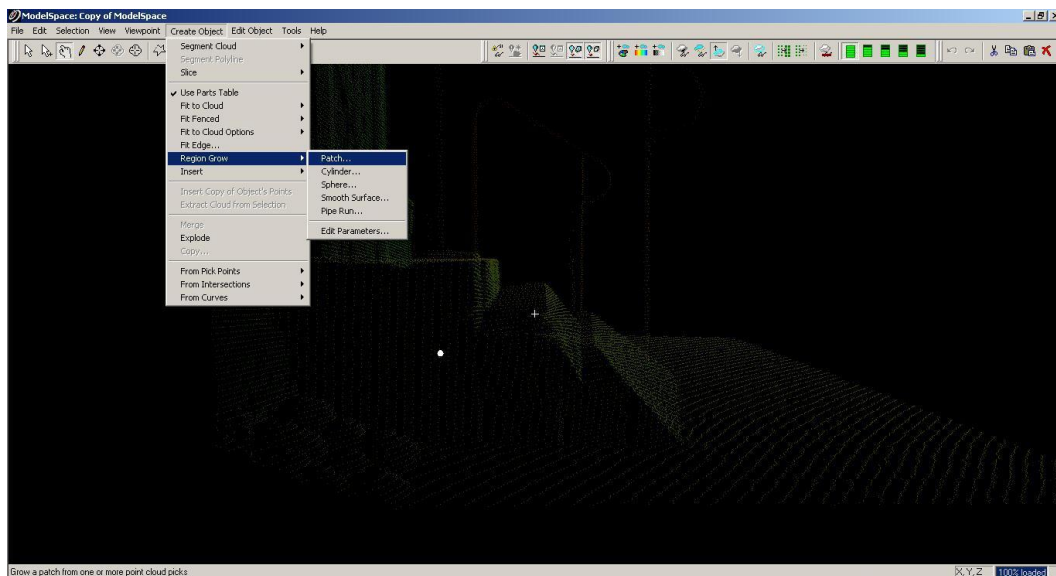 ModelSpace: Copy of ModelSpace
File Edit Selection View Viewpoint Create Object Edit Object Tools Help
Segment Cloud
Segment Polyline
Slice
Use Parts Table
Fit to Cloud
Fit Fenced
Fit to Cloud Options
Fit Edge...
Region Grow
Insert
Insert Copy of Object's Points
Extract Cloud from Selection
Merge
Explode
Copy...
From Pick Points
From Intersections
From Curves
Patch...
Cylinder...
Sphere...
Smooth Surface...
Pipe Run...
Edit Parameters...
Grow a patch from one or more point cloud picks
X, Y, Z 100% loaded